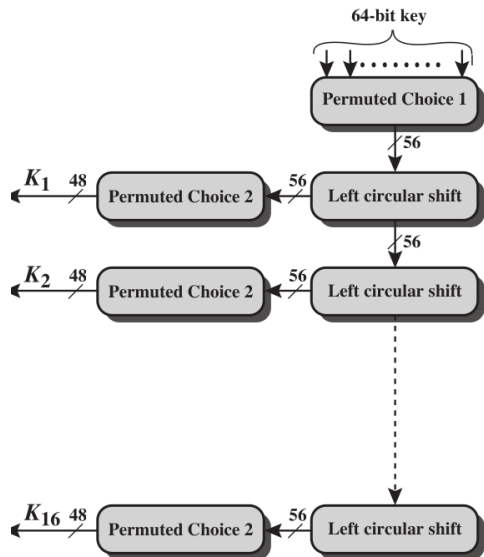 64-bit key
Permuted Choice 1
56
K1 48 Permuted Choice 2 56 Left circular shift
56
K2 48 Permuted Choice 2 56 Left circular shift
K16 48 Permuted Choice 2 56 Left circular shift